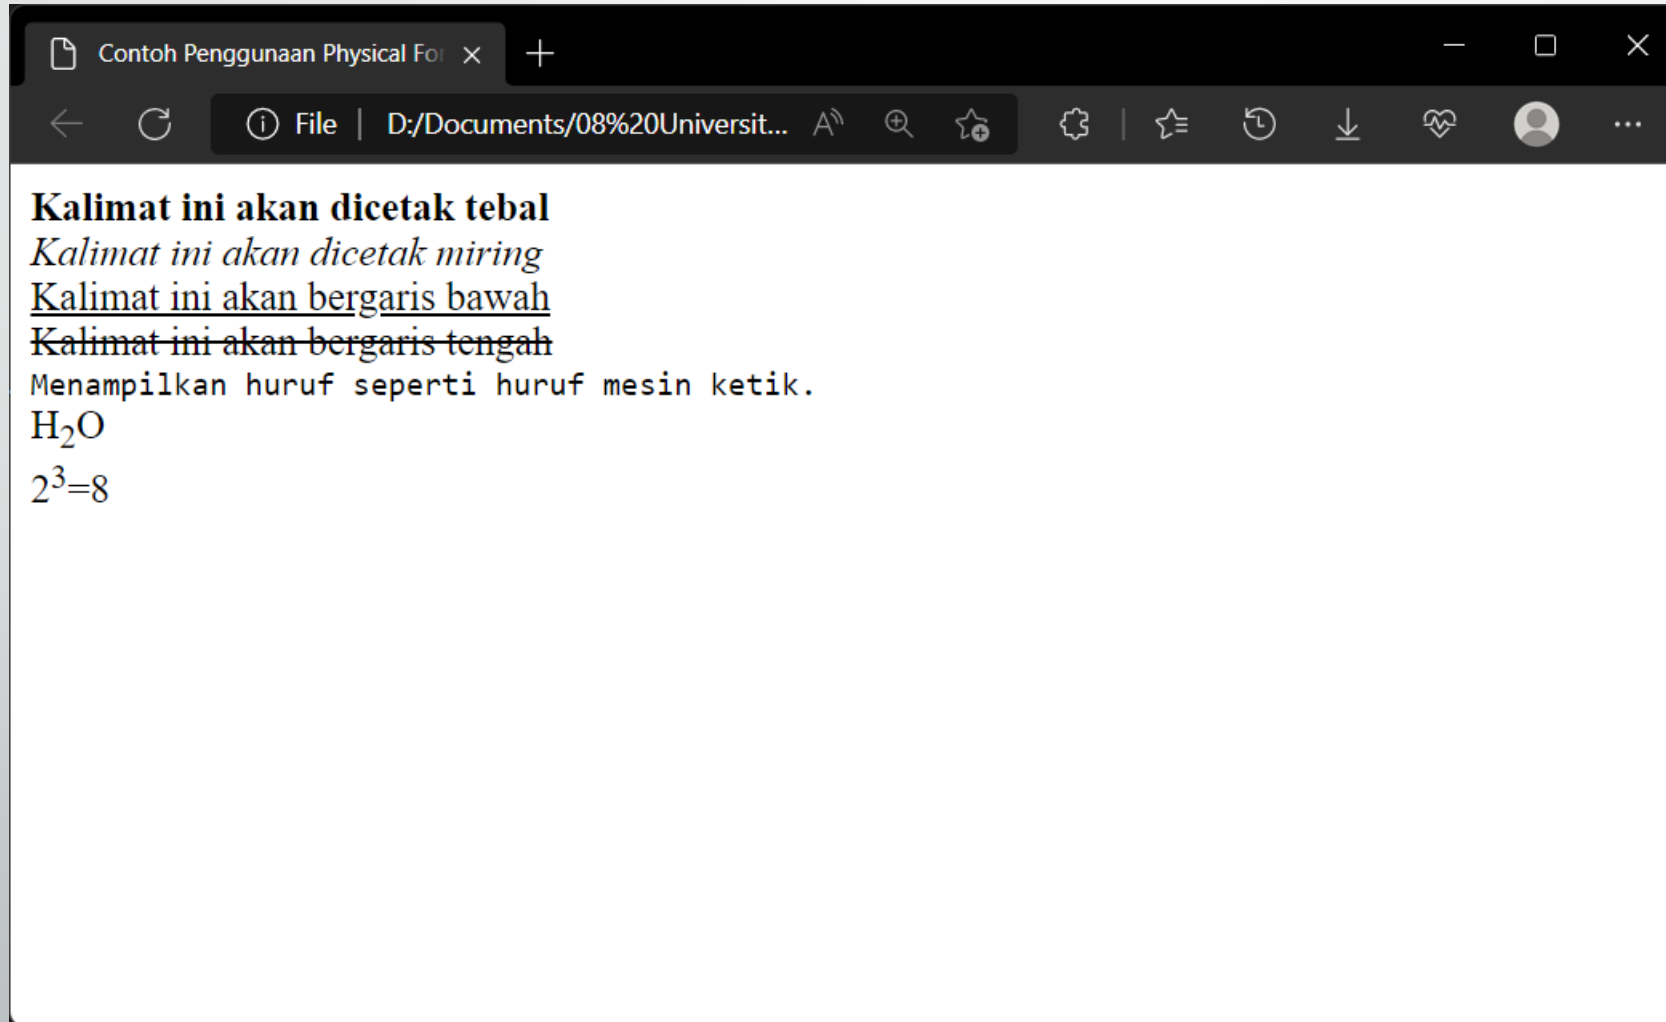 Contoh Penggunaan Physical For
File | D:/Documents/08%20Universit...
Kalimat ini akan dicetak tebal
Kalimat ini akan dicetak miring
Kalimat ini akan bergaris bawah
Kalimat ini akan bergaris tengah
Menampilkan huruf seperti huruf mesin ketik.
H₂O
2³=8